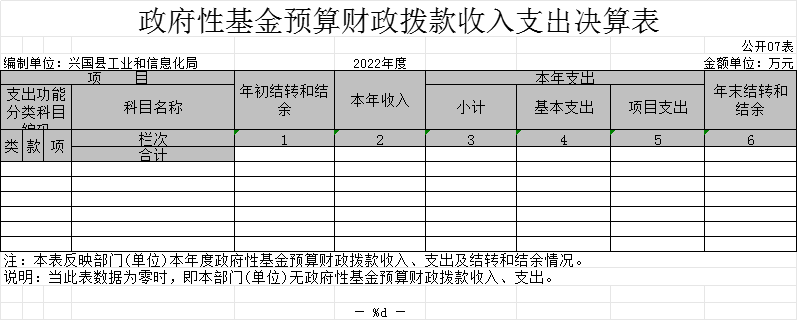 政府性基金预算财政拨款收入支出决算表
公开07表
编制单位：兴国县工业和信息化局 2022年度 金额单位：万元
项 目 年初结转和结余 本年收入 本年支出 年末结转和结余
支出功能分类科目编码 科目名称 小计 基本支出 项目支出
类 款 项 栏次 1 2 3 4 5 6
合计
注：本表反映部门(单位)本年度政府性基金预算财政拨款收入、支出及结转和结余情况。
说明：当此表数据为零时，即本部门(单位)无政府性基金预算财政拨款收入、支出。
— %d —